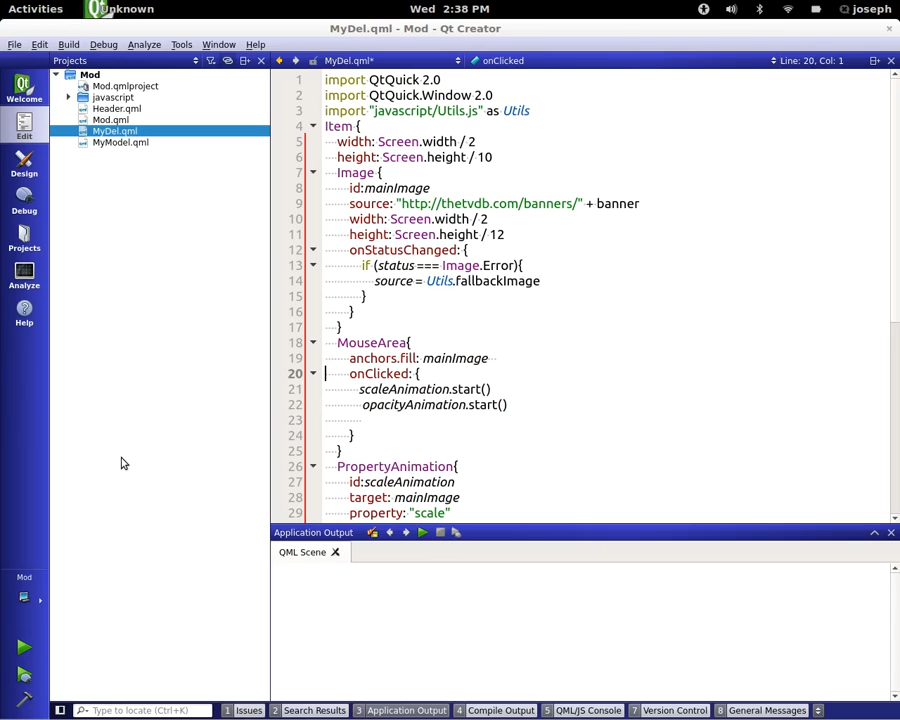 Activities
Unknown
Wed 2:38 PM
joseph
MyDel.qml - Mod - Qt Creator
File Edit Build Debug Analyze Tools Window Help
Projects
MyDel.qml*
onClicked
Line: 20, Col: 1
Welcome
Edit
Design
Debug
Projects
Analyze
Help
Mod
Mod.qmlproject
javascript
Header.qml
Mod.qml
MyDel.qml
MyModel.qml
1 import QtQuick 2.0
2 import QtQuick.Window 2.0
3 import "javascript/Utils.js" as Utils
4 Item {
5 width: Screen.width / 2
6 height: Screen.height / 10
7 Image {
8 id:mainImage
9 source: "http://thetvdb.com/banners/" + banner
10 width: Screen.width / 2
11 height: Screen.height / 12
12 onStatusChanged: {
13 if (status === Image.Error){
14 source = Utils.fallbackImage
15 }
16 }
17 }
18 MouseArea{
19 anchors.fill: mainImage
20 onClicked: {
21 scaleAnimation.start()
22 opacityAnimation.start()
23
24 }
25 }
26 PropertyAnimation{
27 id:scaleAnimation
28 target: mainImage
29 property: "scale"
Application Output
QML Scene
Mod
Type to locate (Ctrl+K)
1 Issues
2 Search Results
3 Application Output
4 Compile Output
5 QML/JS Console
7 Version Control
8 General Messages